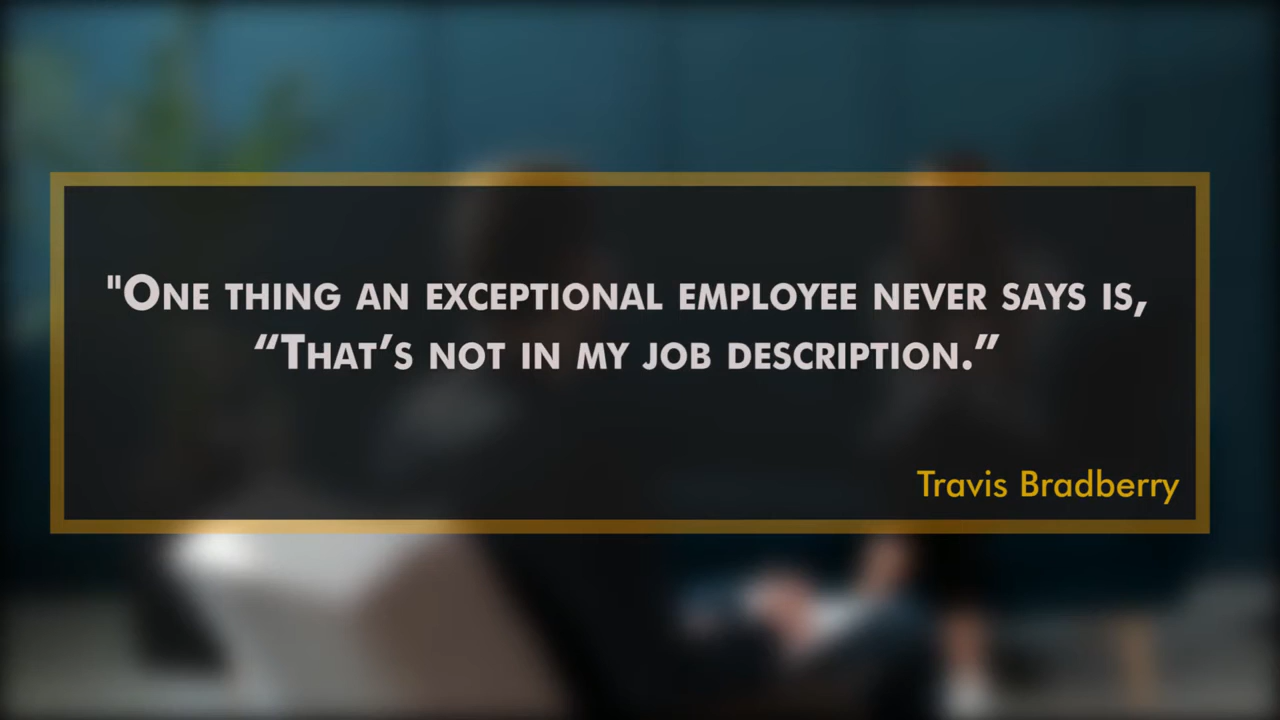 "One thing an exceptional employee never says is,
“That’s not in my job description.”
Travis Bradberry